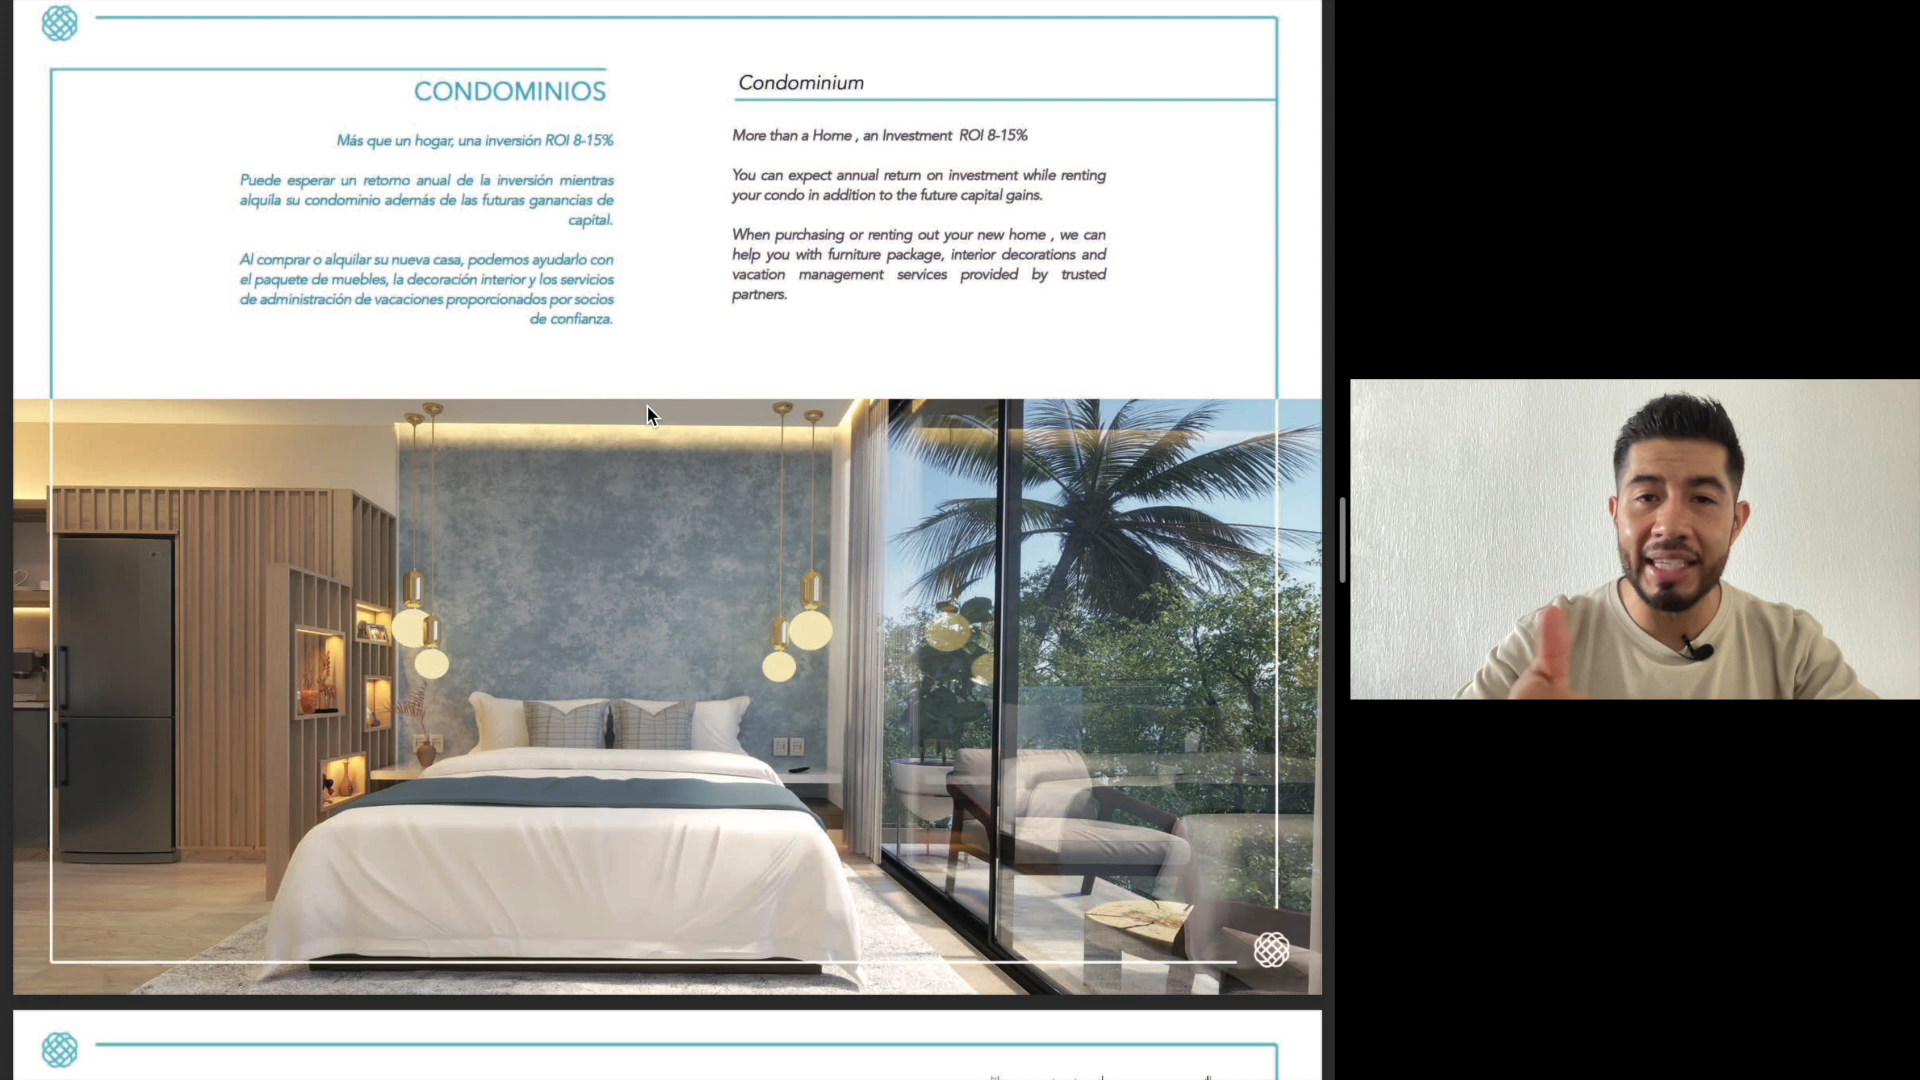 CONDOMINIOS
Más que un hogar, una inversión ROI 8-15%
Puede esperar un retorno anual de la inversión mientras
alquila su condominio además de las futuras ganancias de
capital.
Al comprar o alquilar su nueva casa, podemos ayudarlo con
el paquete de muebles, la decoración interior y los servicios
de administración de vacaciones proporcionados por socios
de confianza.
Condominium
More than a Home , an Investment ROI 8-15%
You can expect annual return on investment while renting
your condo in addition to the future capital gains.
When purchasing or renting out your new home , we can
help you with furniture package, interior decorations and
vacation management services provided by trusted
partners.